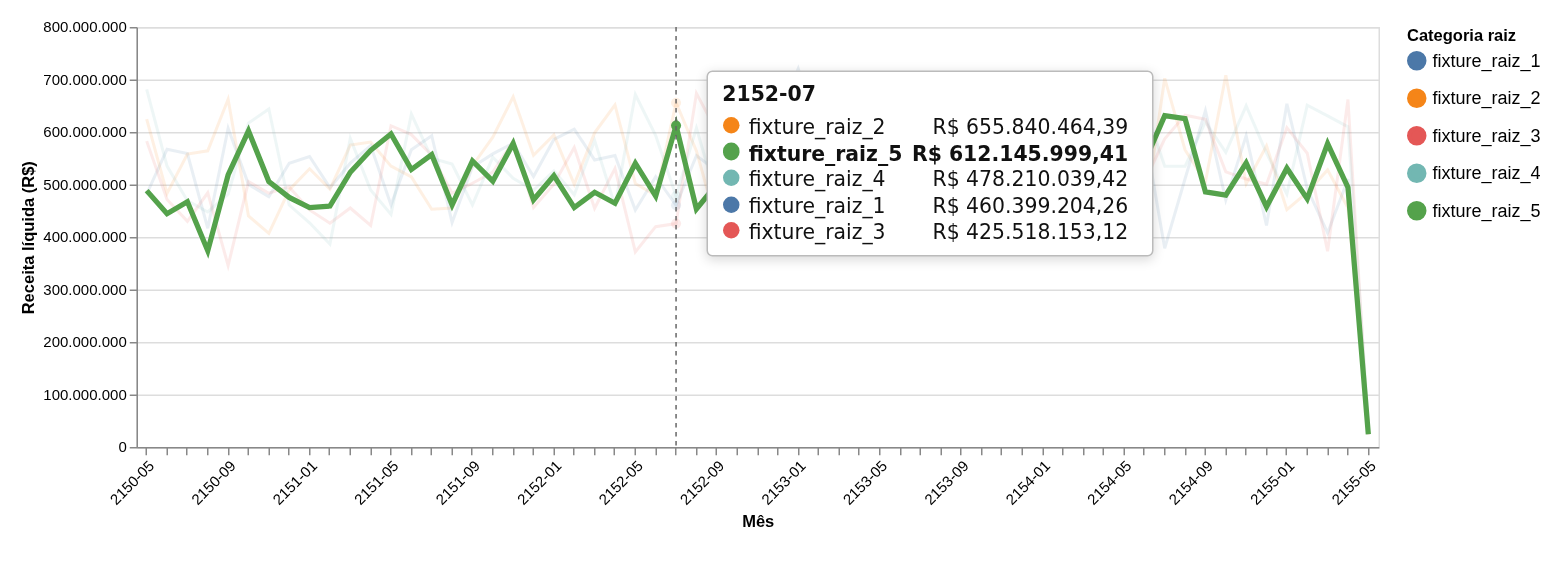 800.000.000
700.000.000
600.000.000
500.000.000
400.000.000
300.000.000
200.000.000
100.000.000
0
Receita líquida (R$)
2150-05
2150-09
2151-01
2151-05
2151-09
2152-01
2152-05
2152-09
2153-01
2153-05
2153-09
2154-01
2154-05
2154-09
2155-01
2155-05
Mês
2152-07
fixture_raiz_2 R$ 655.840.464,39
fixture_raiz_5 R$ 612.145.999,41
fixture_raiz_4 R$ 478.210.039,42
fixture_raiz_1 R$ 460.399.204,26
fixture_raiz_3 R$ 425.518.153,12
Categoria raiz
fixture_raiz_1
fixture_raiz_2
fixture_raiz_3
fixture_raiz_4
fixture_raiz_5